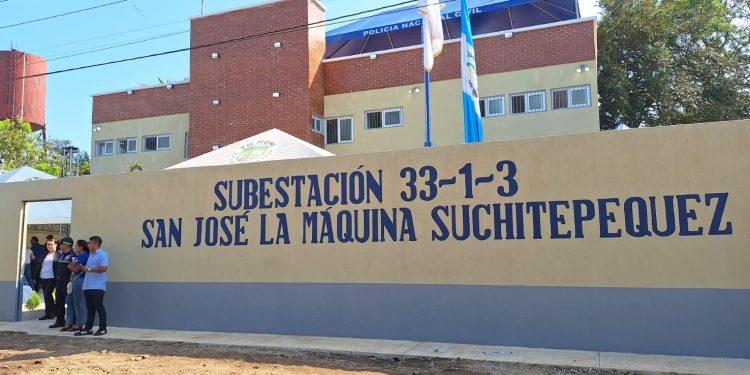 POLICIA NACIONAL CIVIL
SUBESTACIÓN 33-1-3
SAN JOSÉ LA MÁQUINA SUCHITEPEQUEZ